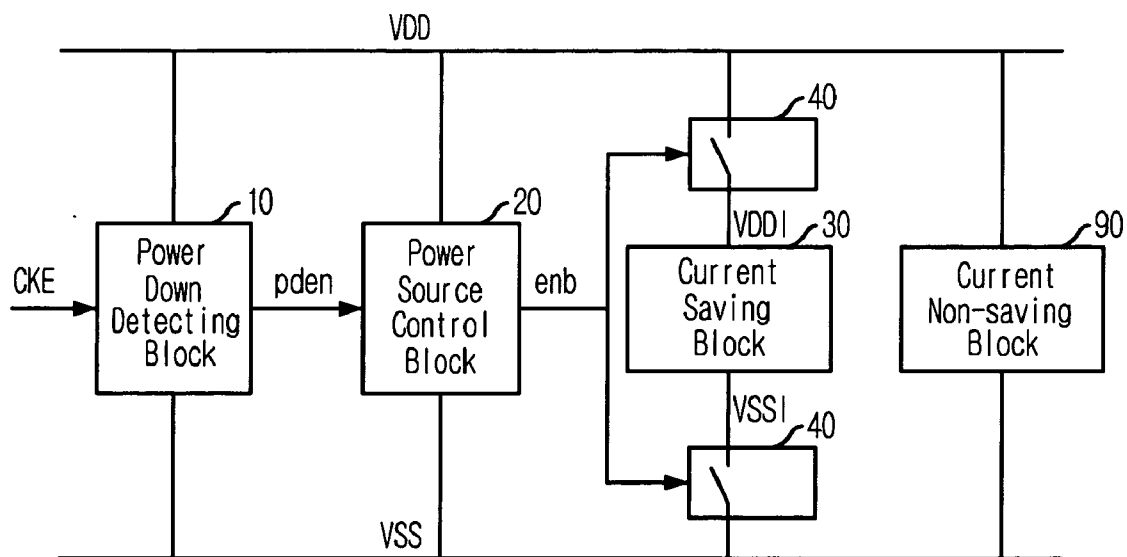 VDD
40
10
20
VDDI
30
90
CKE
Power
Down
Detecting
Block
pden
Power
Source
Control
Block
enb
Current
Saving
Block
Current
Non-saving
Block
VSSI
40
VSS